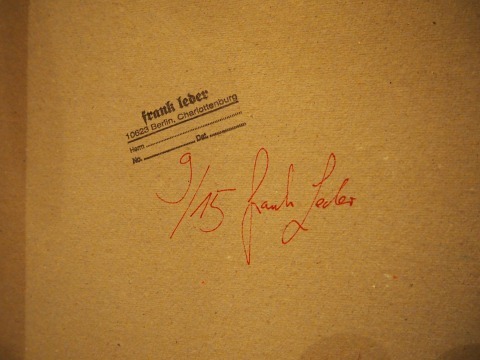 frank leder
10623 Berlin, Charlottenburg
Herrn
No. Dat.
9/15 Frank Leder